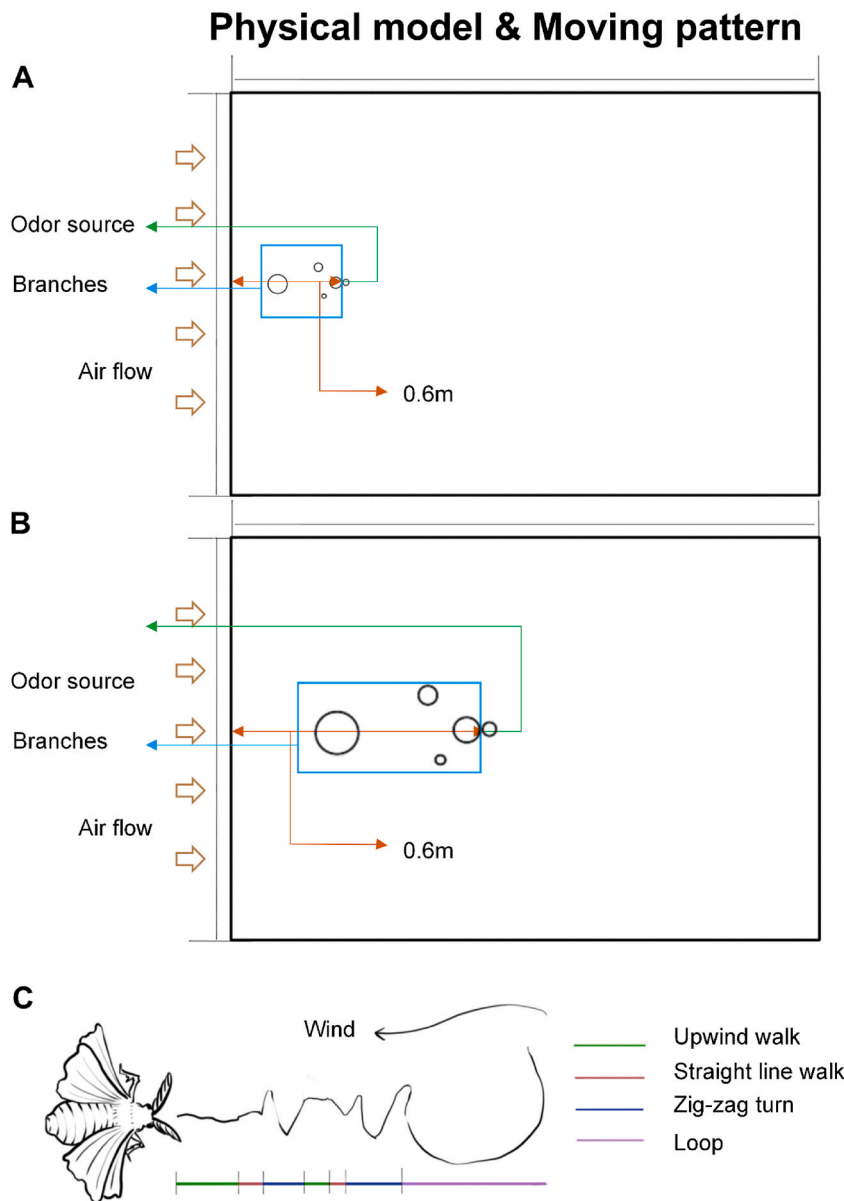 Physical model & Moving pattern
A
Odor source
Branches
Air flow
0.6m
B
Odor source
Branches
Air flow
0.6m
C
Wind
Upwind walk
Straight line walk
Zig-zag turn
Loop